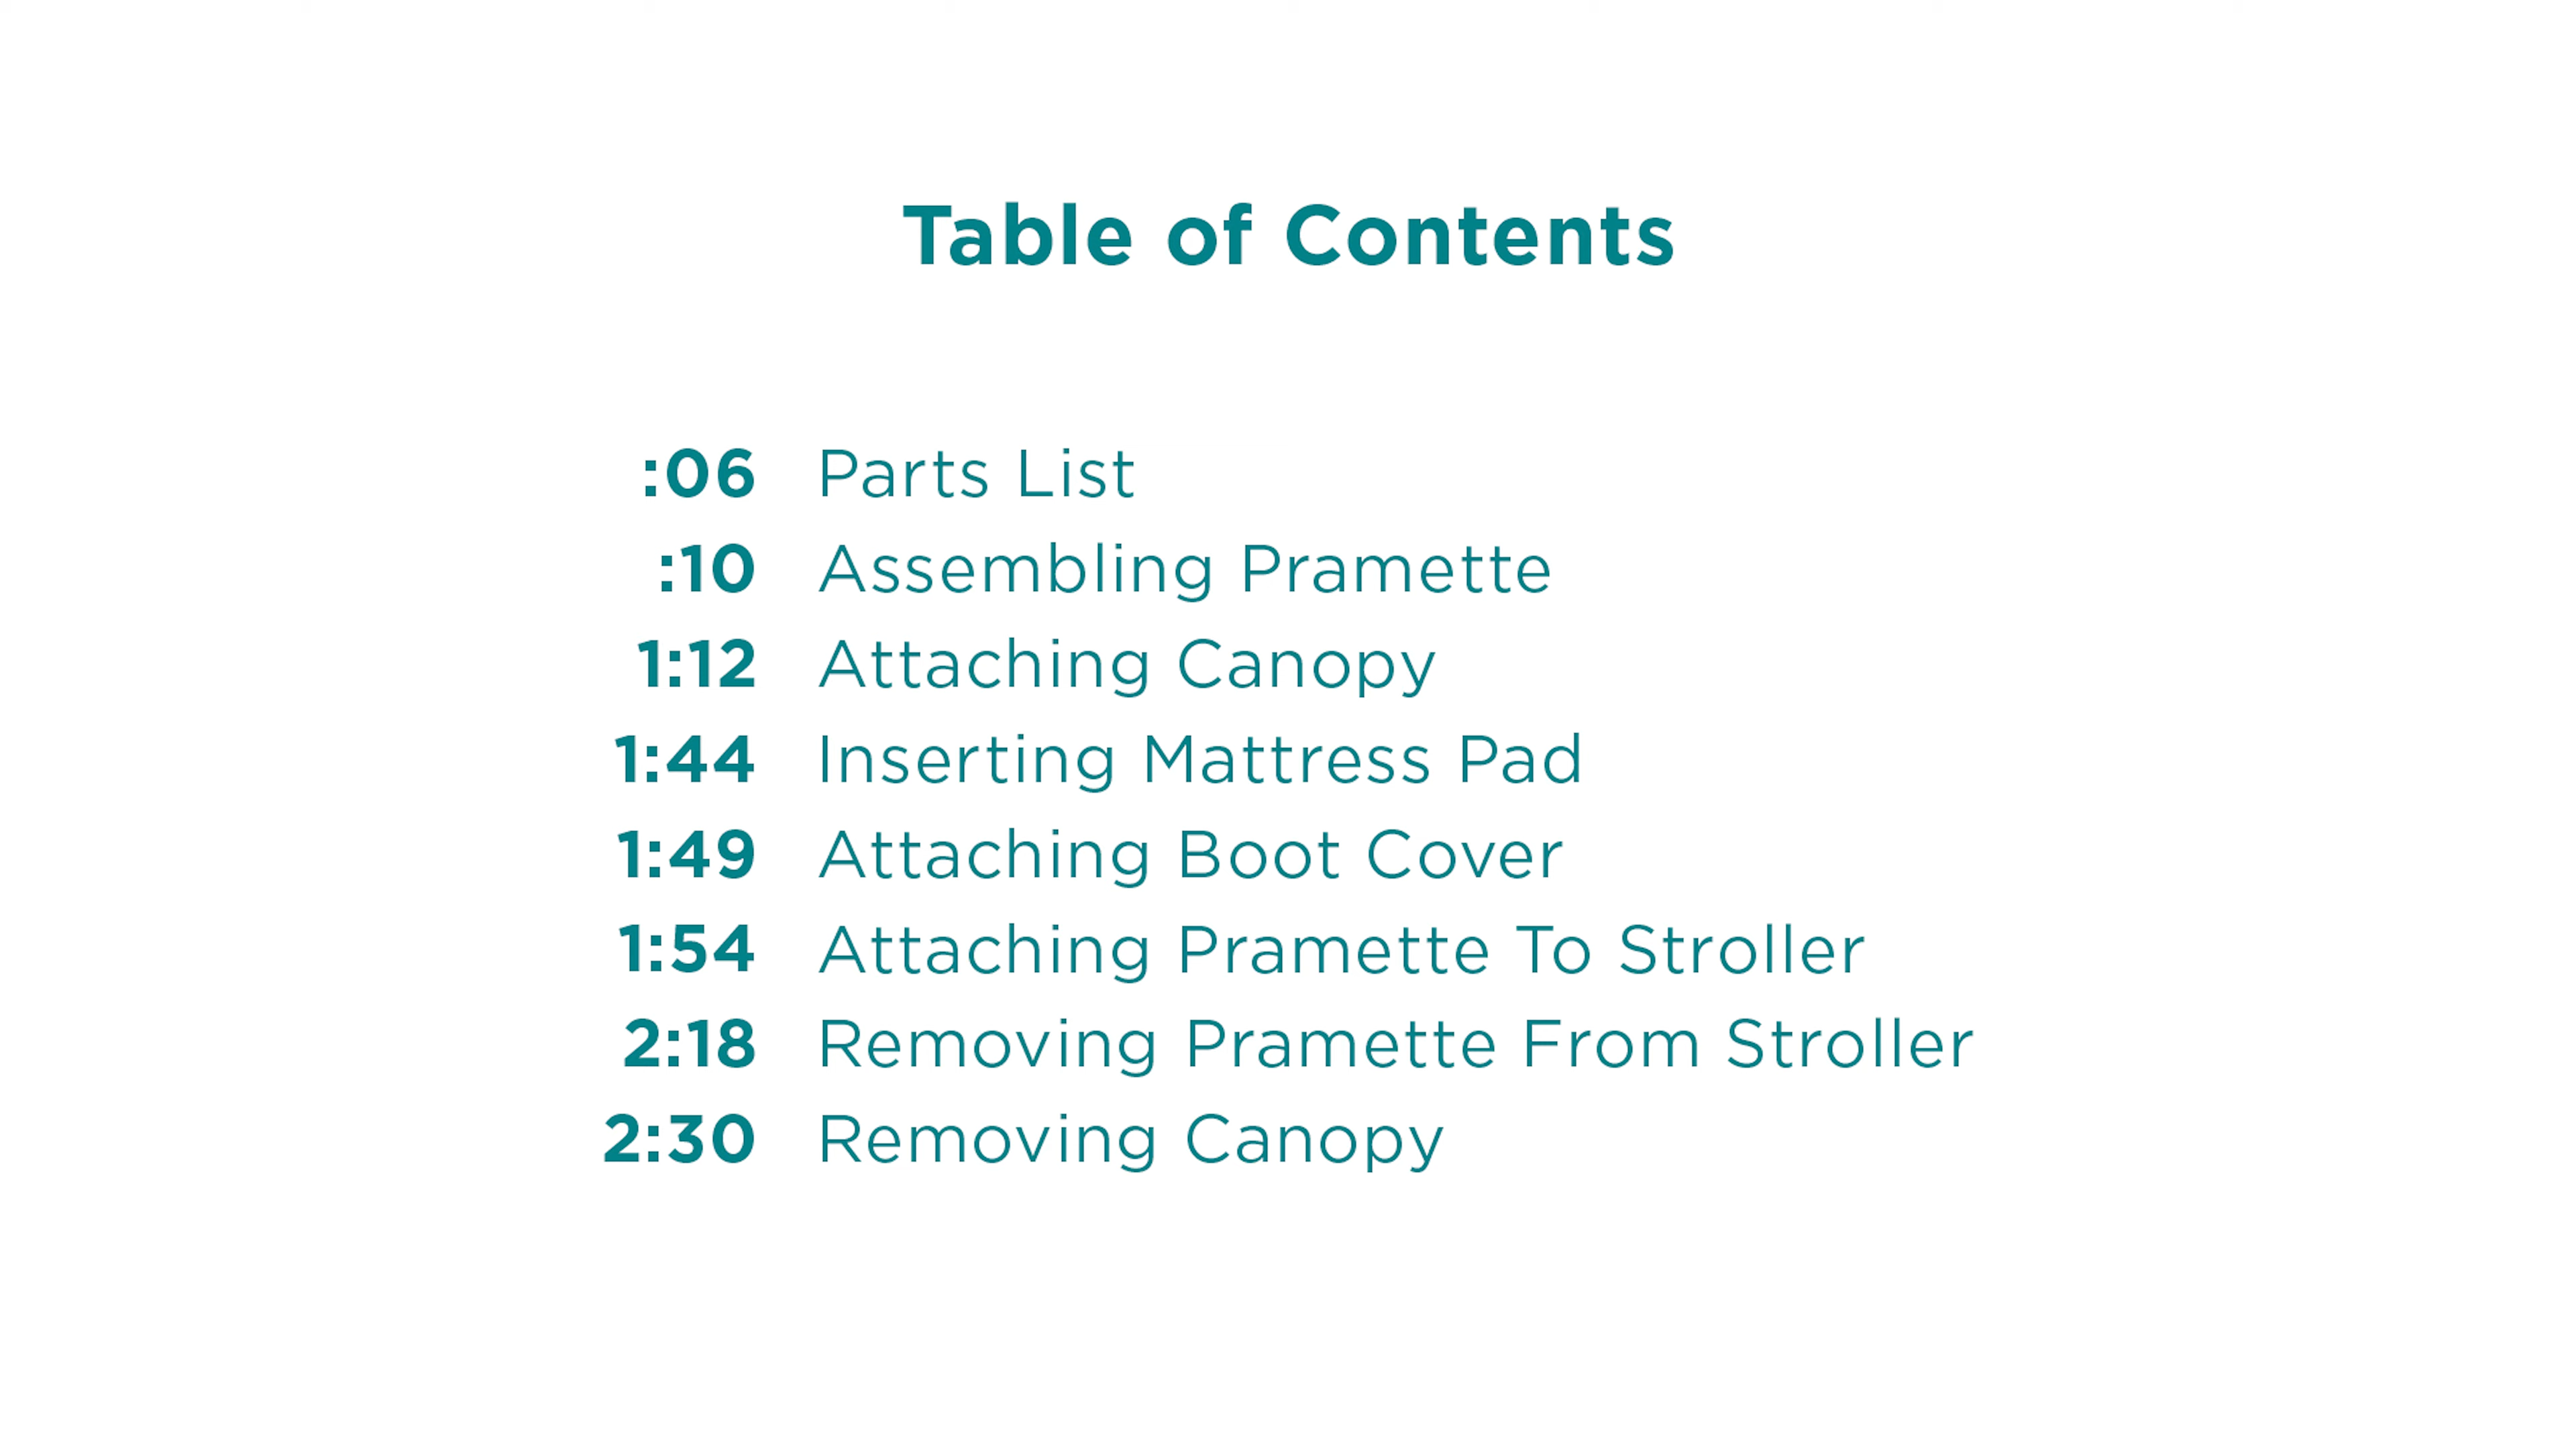 Table of Contents
:06 Parts List
:10 Assembling Pramette
1:12 Attaching Canopy
1:44 Inserting Mattress Pad
1:49 Attaching Boot Cover
1:54 Attaching Pramette To Stroller
2:18 Removing Pramette From Stroller
2:30 Removing Canopy